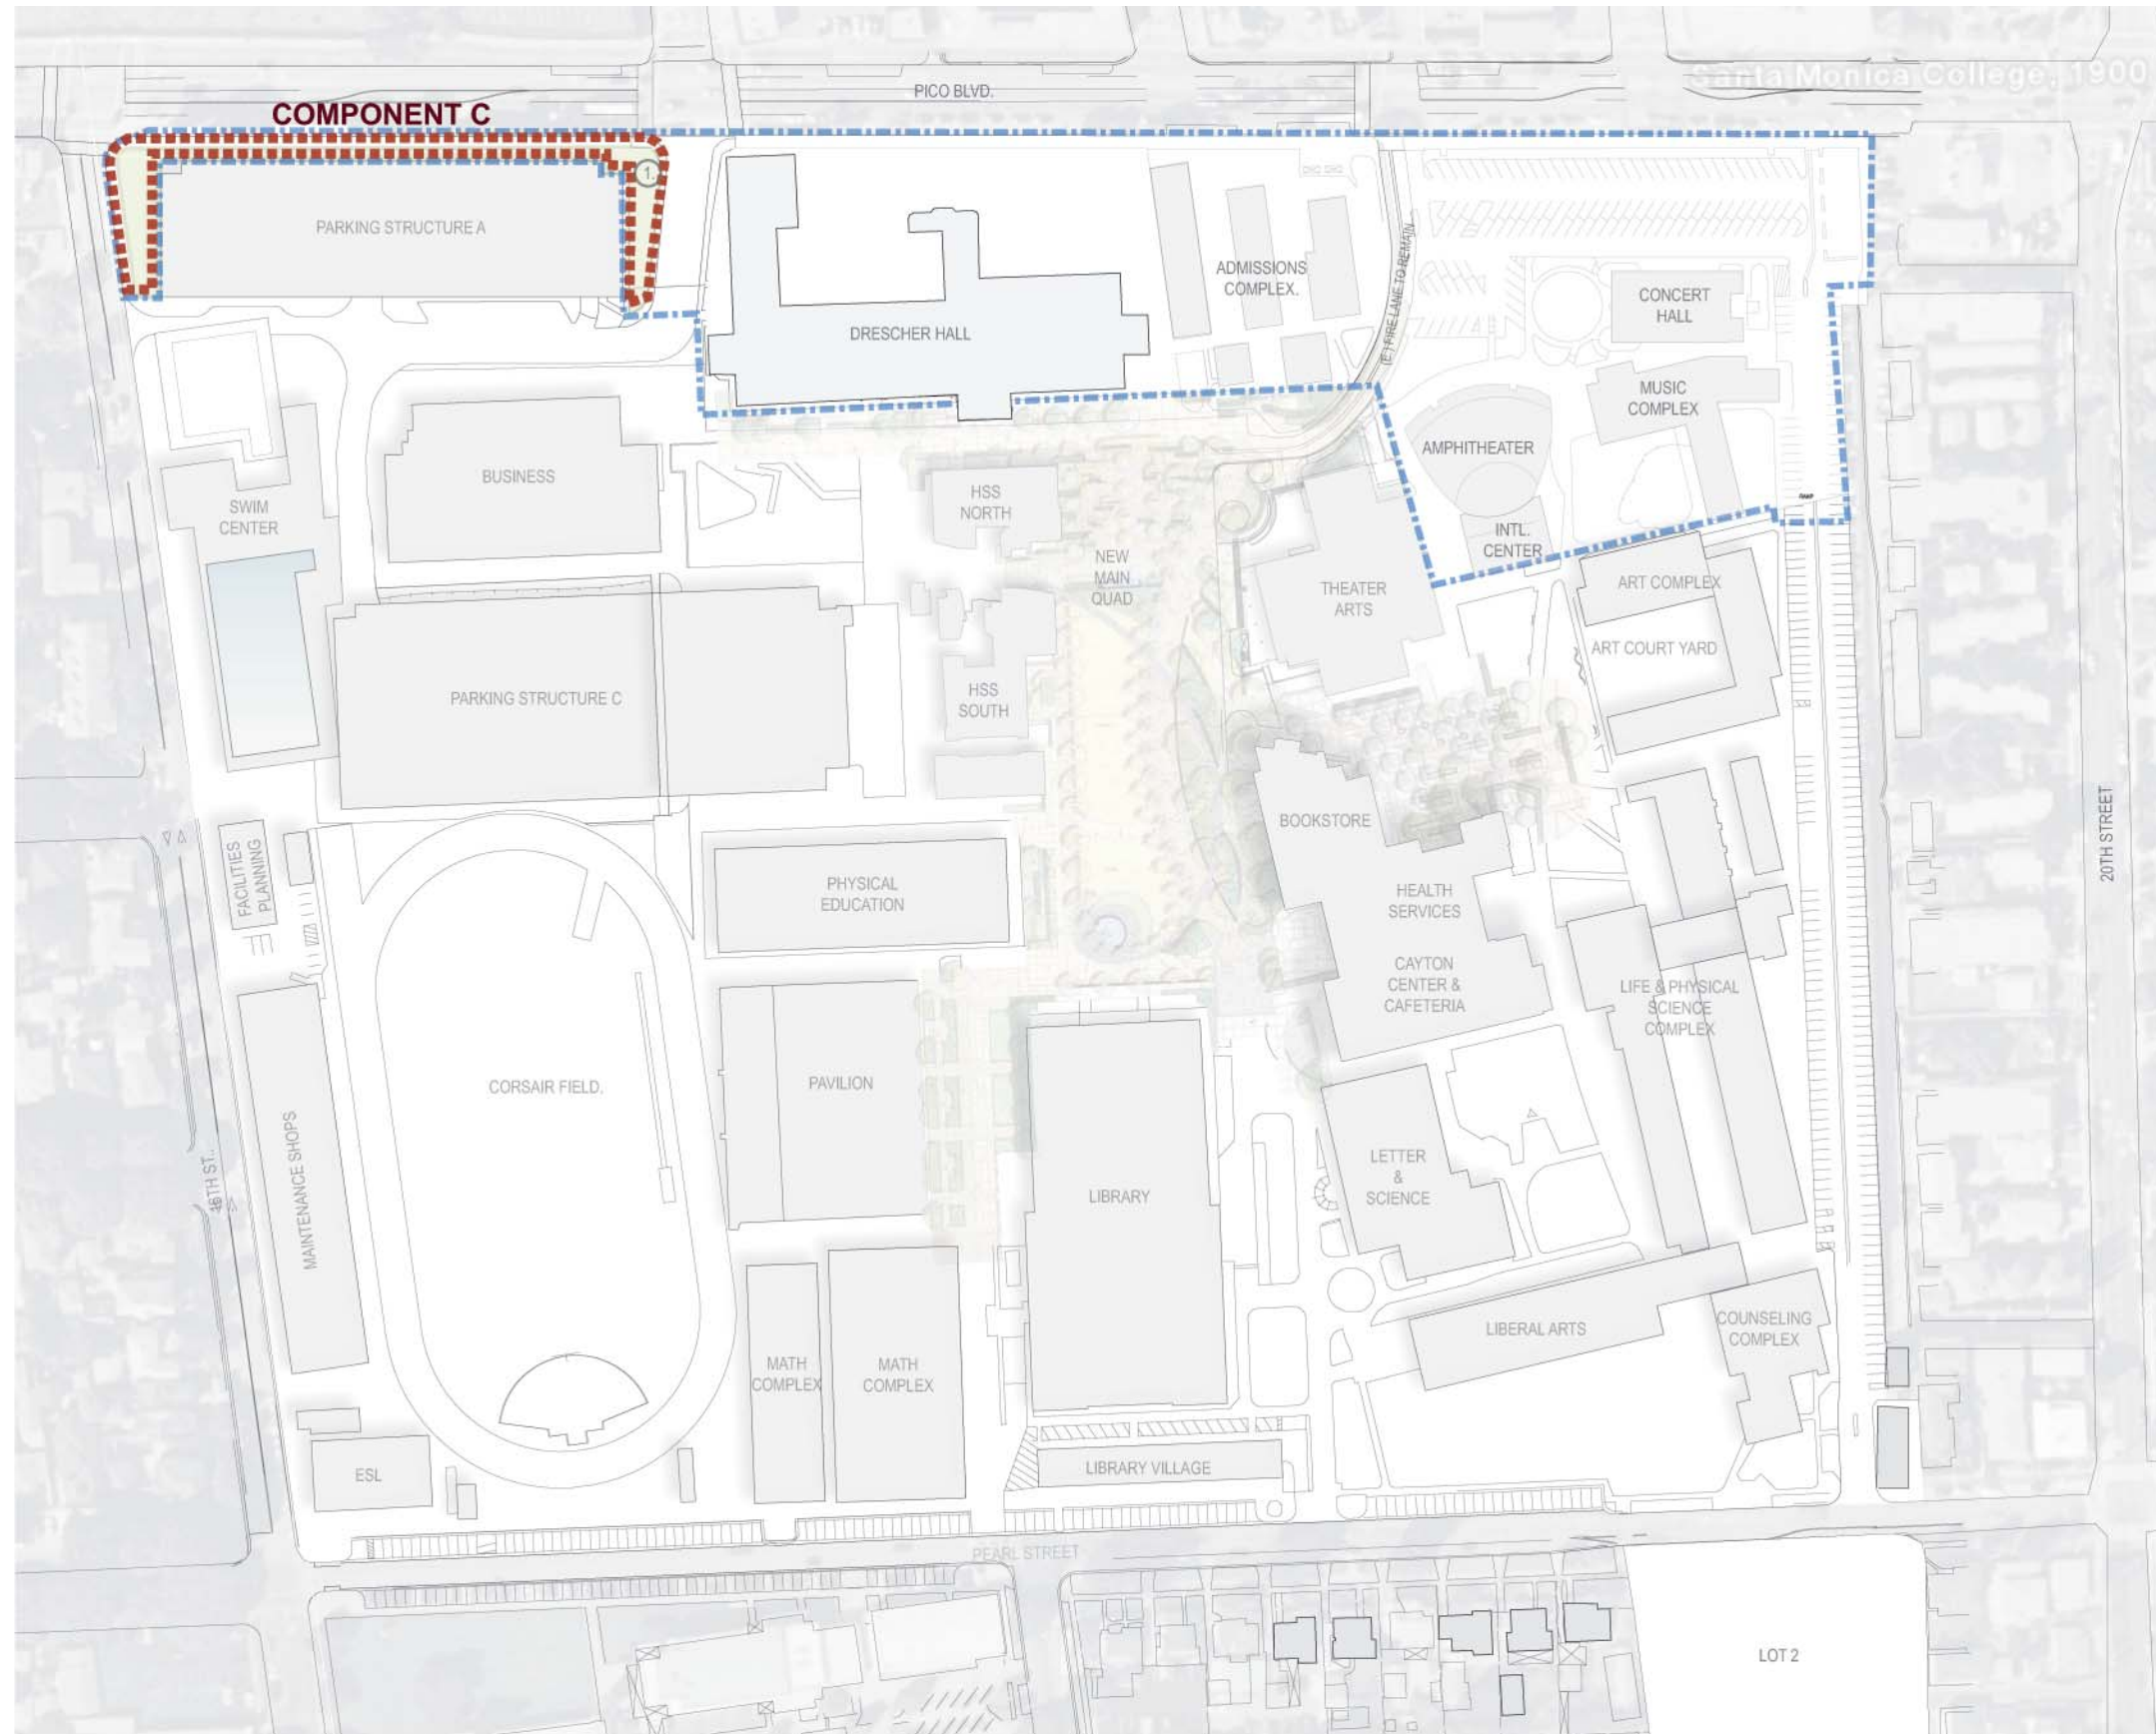 Santa Monica College, 1900
PICO BLVD.
COMPONENT C
1.
PARKING STRUCTURE A
DRESCHER HALL
ADMISSIONS
COMPLEX.
(E) FIRE LANE TO REMAIN
CONCERT
HALL
MUSIC
COMPLEX
AMPHITHEATER
INTL.
CENTER
BUSINESS
SWIM
CENTER
HSS
NORTH
NEW
MAIN
QUAD
THEATER
ARTS
ART COMPLEX
ART COURT YARD
PARKING STRUCTURE C
HSS
SOUTH
BOOKSTORE
20TH STREET
FACILITIES
PLANNING
PHYSICAL
EDUCATION
HEALTH
SERVICES
CAYTON
CENTER &
CAFETERIA
LIFE & PHYSICAL
SCIENCE
COMPLEX
CORSAIR FIELD.
PAVILION
MAINTENANCE SHOPS
16TH ST.
LIBRARY
LETTER
&
SCIENCE
LIBERAL ARTS
COUNSELING
COMPLEX
MATH
COMPLEX
MATH
COMPLEX
ESL
LIBRARY VILLAGE
PEARL STREET
LOT 2